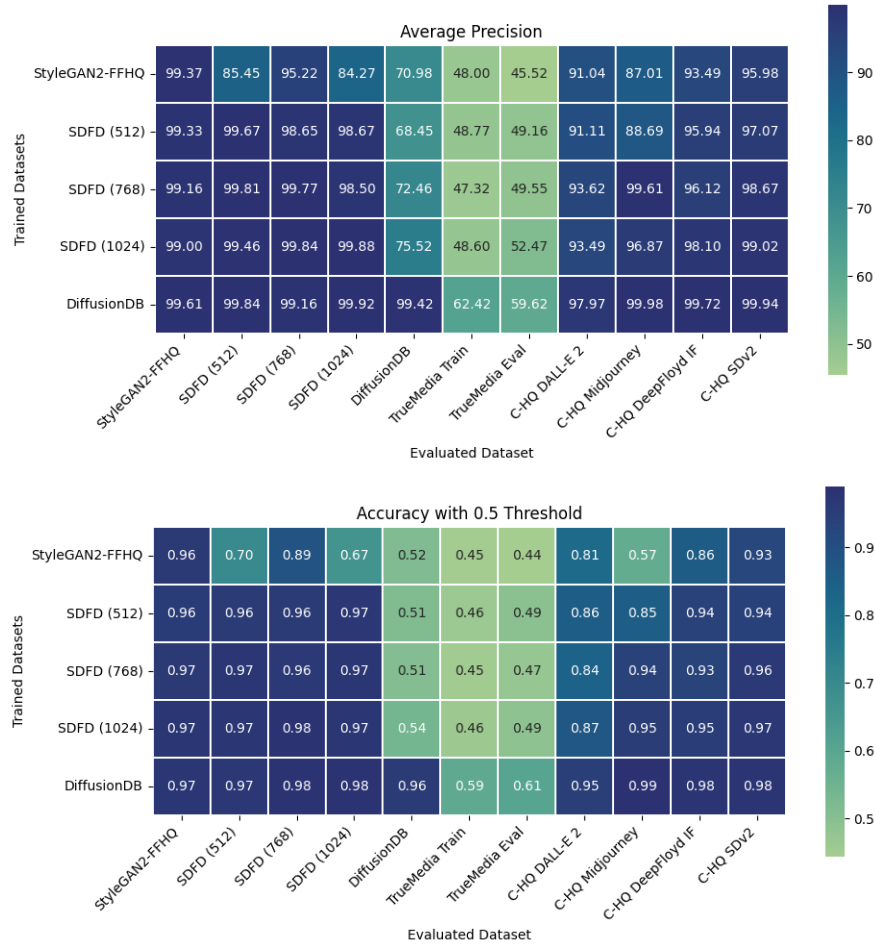 Average Precision
Trained Datasets
StyleGAN2-FFHQ 99.37 85.45 95.22 84.27 70.98 48.00 45.52 91.04 87.01 93.49 95.98
SDFD (512) 99.33 99.67 98.65 98.67 68.45 48.77 49.16 91.11 88.69 95.94 97.07
SDFD (768) 99.16 99.81 99.77 98.50 72.46 47.32 49.55 93.62 99.61 96.12 98.67
SDFD (1024) 99.00 99.46 99.84 99.88 75.52 48.60 52.47 93.49 96.87 98.10 99.02
DiffusionDB 99.61 99.84 99.16 99.92 99.42 62.42 59.62 97.97 99.98 99.72 99.94
90
80
70
60
50
StyleGAN2-FFHQ SDFD (512) SDFD (768) SDFD (1024) DiffusionDB TrueMedia Train TrueMedia Eval C-HQ DALL-E 2 C-HQ Midjourney C-HQ DeepFloyd IF C-HQ SDv2
Evaluated Dataset
Accuracy with 0.5 Threshold
Trained Datasets
StyleGAN2-FFHQ 0.96 0.70 0.89 0.67 0.52 0.45 0.44 0.81 0.57 0.86 0.93
SDFD (512) 0.96 0.96 0.96 0.97 0.51 0.46 0.49 0.86 0.85 0.94 0.94
SDFD (768) 0.97 0.97 0.96 0.97 0.51 0.45 0.47 0.84 0.94 0.93 0.96
SDFD (1024) 0.97 0.97 0.98 0.97 0.54 0.46 0.49 0.87 0.95 0.95 0.97
DiffusionDB 0.97 0.97 0.98 0.98 0.96 0.59 0.61 0.95 0.99 0.98 0.98
0.9
0.8
0.7
0.6
0.5
StyleGAN2-FFHQ SDFD (512) SDFD (768) SDFD (1024) DiffusionDB TrueMedia Train TrueMedia Eval C-HQ DALL-E 2 C-HQ Midjourney C-HQ DeepFloyd IF C-HQ SDv2
Evaluated Dataset